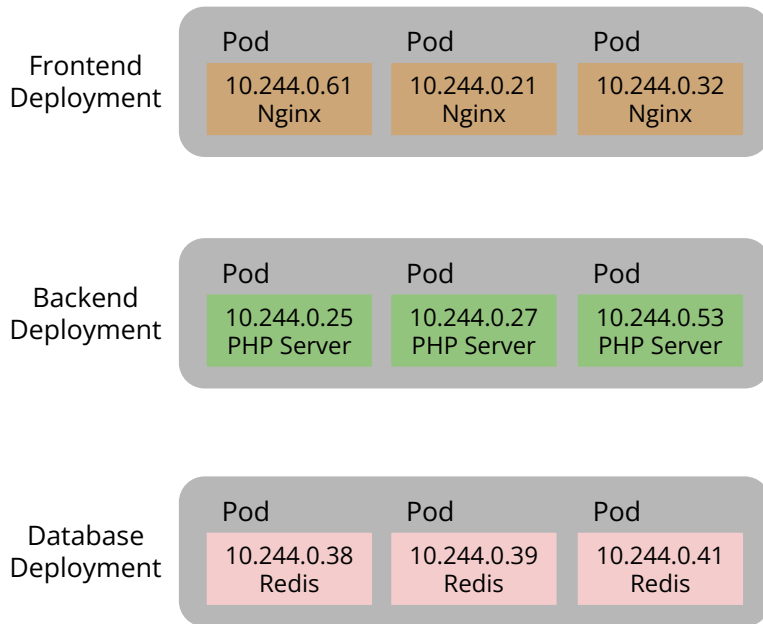 Frontend
Deployment
Pod
10.244.0.61
Nginx
Pod
10.244.0.21
Nginx
Pod
10.244.0.32
Nginx
Backend
Deployment
Pod
10.244.0.25
PHP Server
Pod
10.244.0.27
PHP Server
Pod
10.244.0.53
PHP Server
Database
Deployment
Pod
10.244.0.38
Redis
Pod
10.244.0.39
Redis
Pod
10.244.0.41
Redis